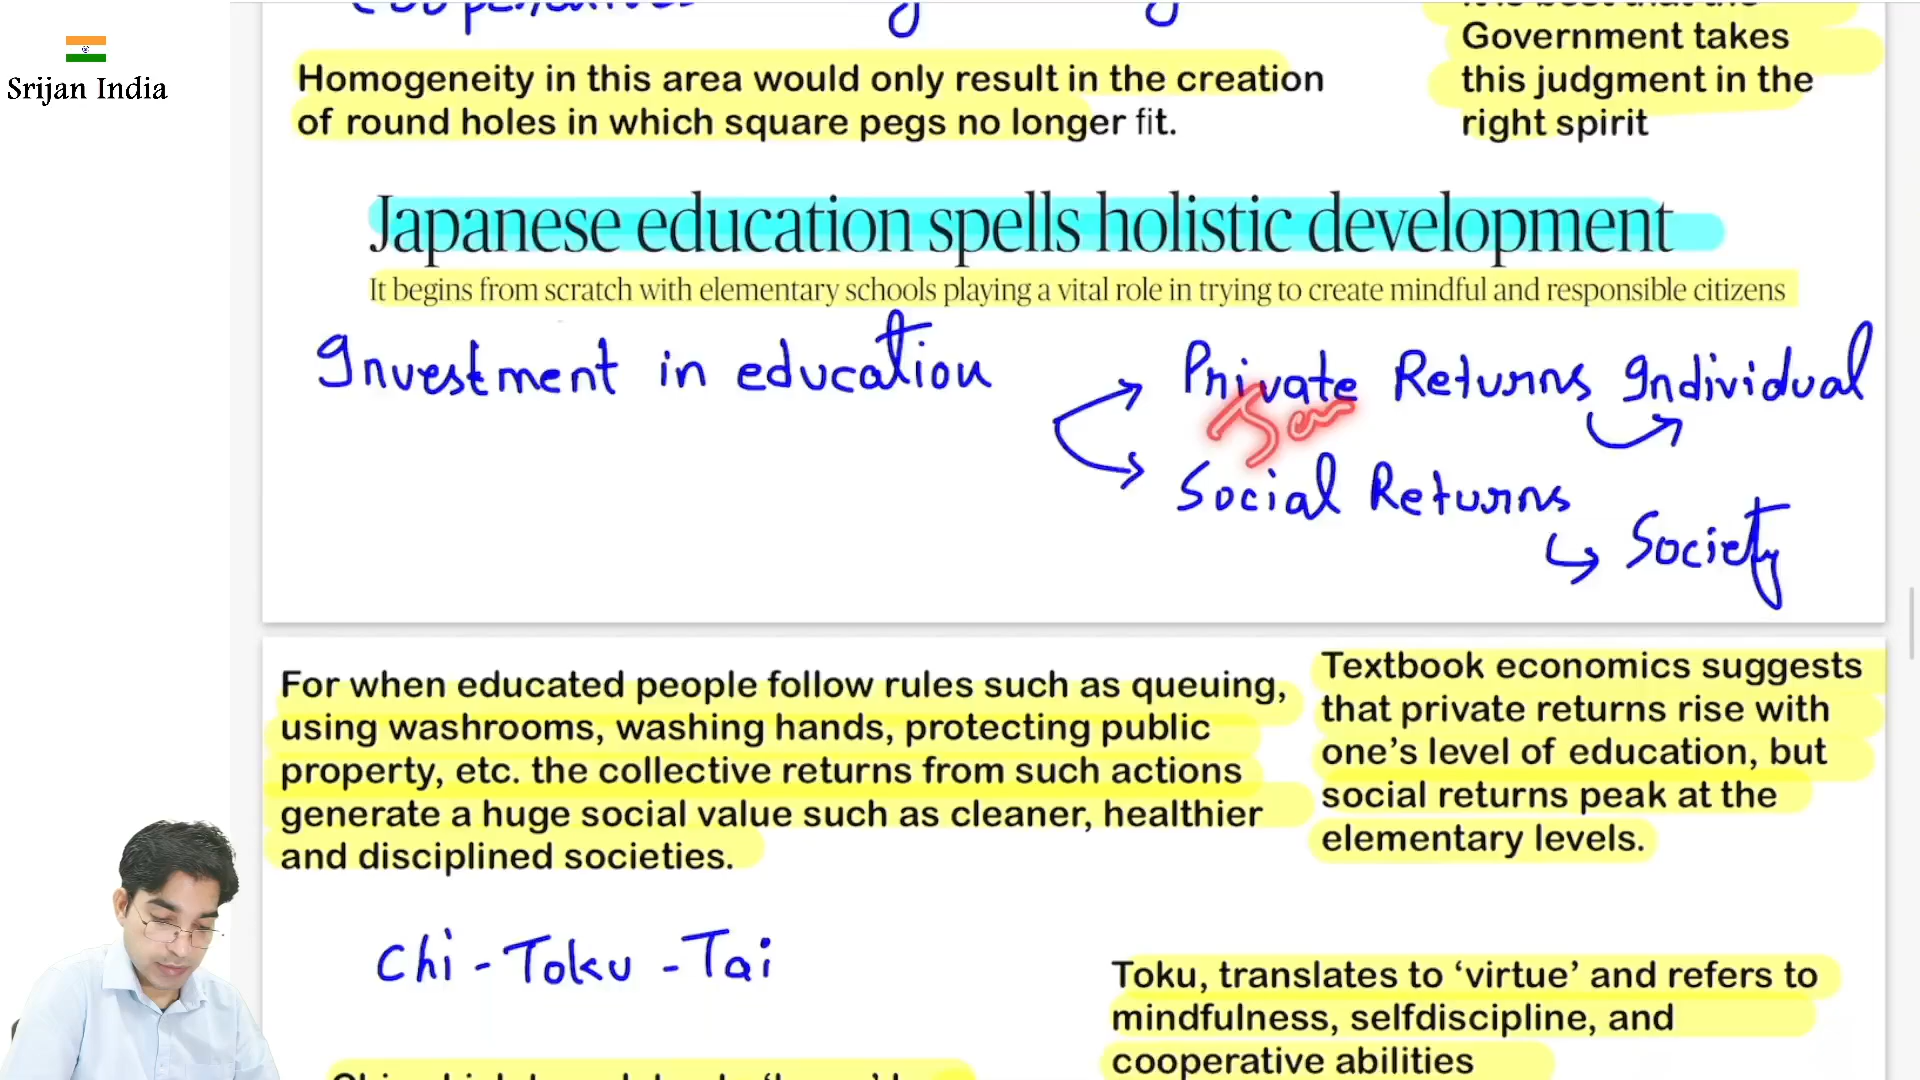 Srijan India
Homogeneity in this area would only result in the creation
of round holes in which square pegs no longer fit.
Government takes
this judgment in the
right spirit
Japanese education spells holistic development
It begins from scratch with elementary schools playing a vital role in trying to create mindful and responsible citizens
Investment in education
Private Returns Individual
Social Returns
Society
For when educated people follow rules such as queuing,
using washrooms, washing hands, protecting public
property, etc. the collective returns from such actions
generate a huge social value such as cleaner, healthier
and disciplined societies.
Textbook economics suggests
that private returns rise with
one's level of education, but
social returns peak at the
elementary levels.
Chi - Toku - Tai
Toku, translates to ‘virtue’ and refers to
mindfulness, selfdiscipline, and
cooperative abilities